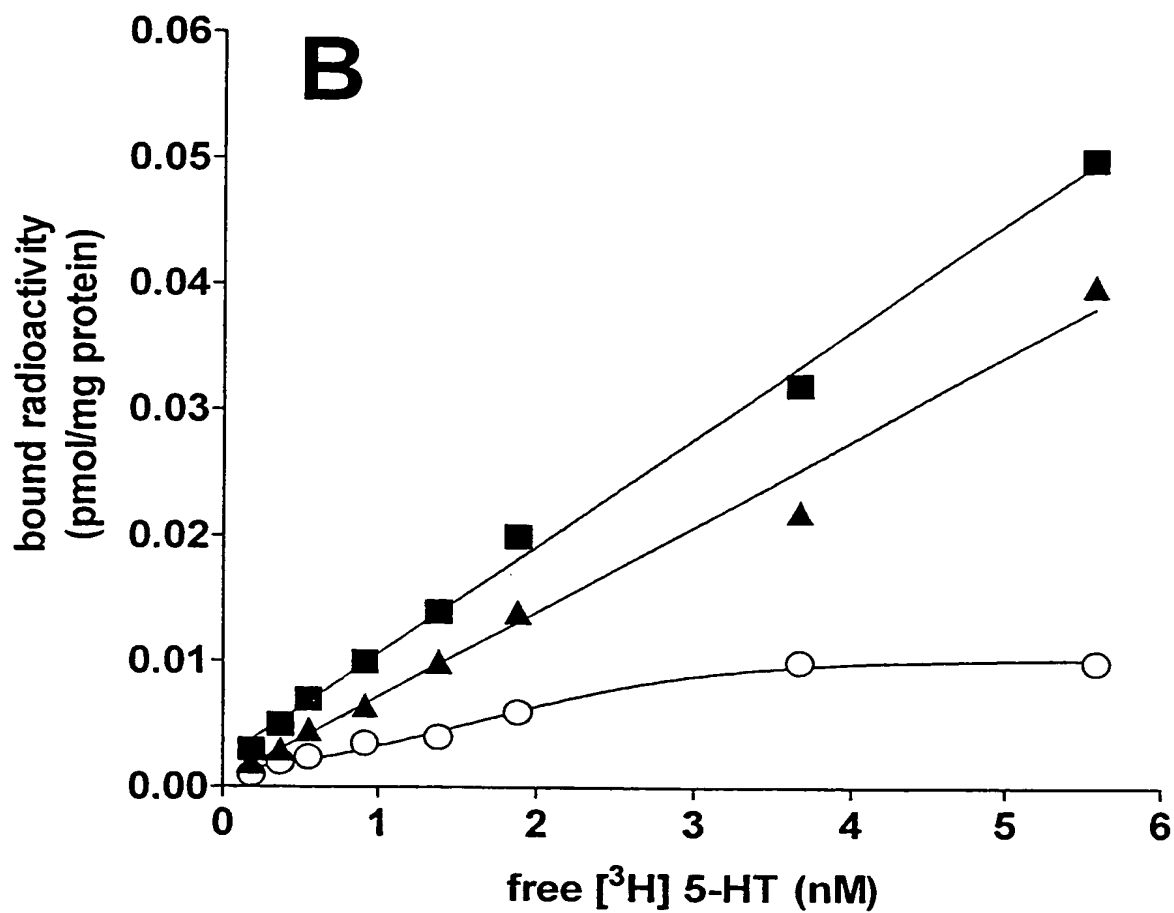 B
0.06
0.05
0.04
0.03
0.02
0.01
0.00
bound radioactivity
(pmol/mg protein)
0 1 2 3 4 5 6
free [³H] 5-HT (nM)